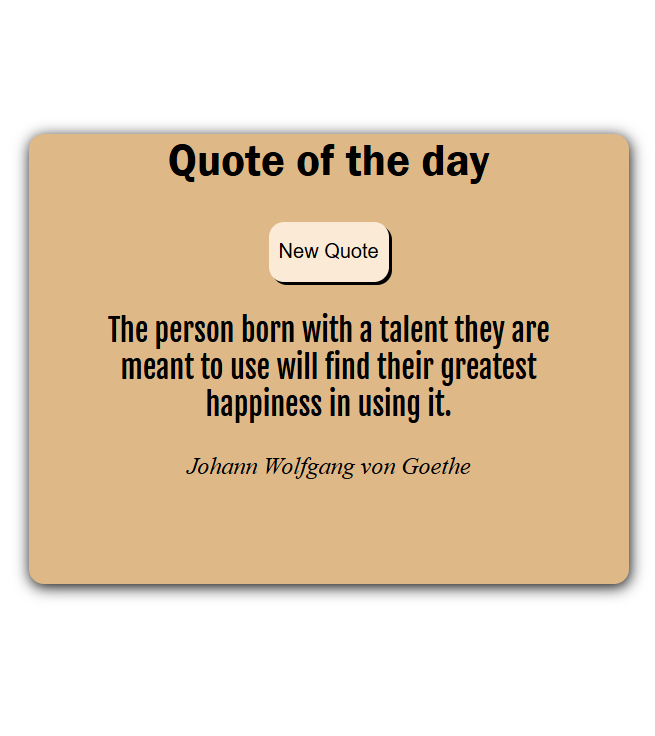 Quote of the day
New Quote
The person born with a talent they are
meant to use will find their greatest
happiness in using it.
Johann Wolfgang von Goethe